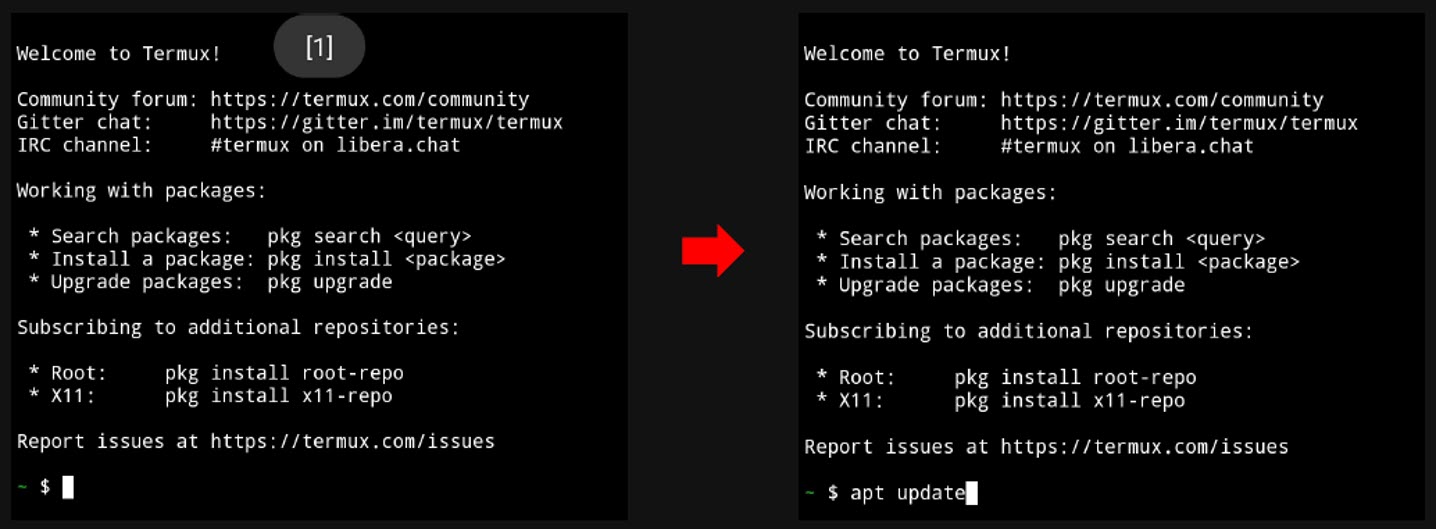 [1]
Welcome to Termux!
Community forum: https://termux.com/community
Gitter chat:     https://gitter.im/termux/termux
IRC channel:     #termux on libera.chat
Working with packages:
 * Search packages:   pkg search <query>
 * Install a package: pkg install <package>
 * Upgrade packages:  pkg upgrade
Subscribing to additional repositories:
 * Root:     pkg install root-repo
 * X11:      pkg install x11-repo
Report issues at https://termux.com/issues
~ $
Welcome to Termux!
Community forum: https://termux.com/community
Gitter chat:     https://gitter.im/termux/termux
IRC channel:     #termux on libera.chat
Working with packages:
 * Search packages:   pkg search <query>
 * Install a package: pkg install <package>
 * Upgrade packages:  pkg upgrade
Subscribing to additional repositories:
 * Root:     pkg install root-repo
 * X11:      pkg install x11-repo
Report issues at https://termux.com/issues
~ $ apt update